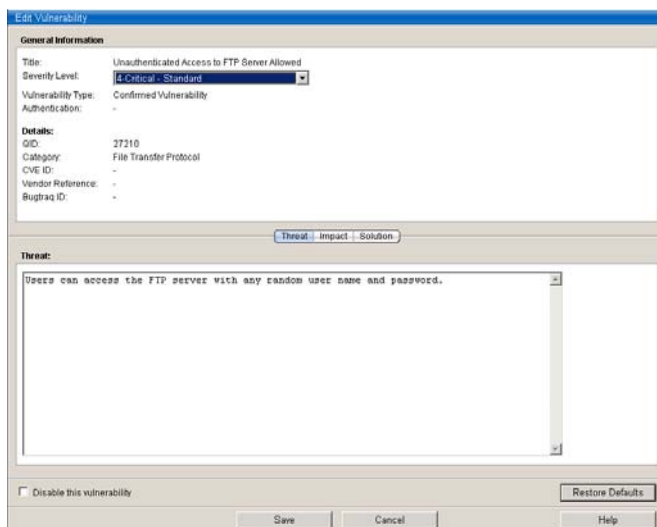 Edit Vulnerability
General Information
Title: Unauthenticated Access to FTP Server Allowed
Severity Level: 4-Critical - Standard
Vulnerability Type: Confirmed Vulnerability
Authentication: -
Details:
QID: 27210
Category: File Transfer Protocol
CVE ID: -
Vendor Reference: -
Bugtraq ID: -
Threat Impact Solution
Threat:
Users can access the FTP server with any random user name and password.
Disable this vulnerability
Restore Defaults
Save Cancel Help